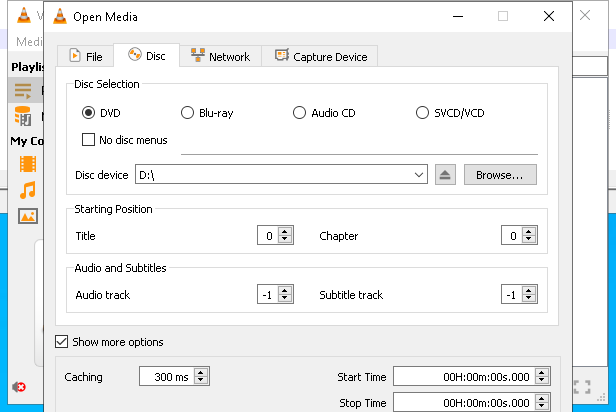 Open Media
V
Medi
File
Disc
Network
Capture Device
Playlis
Disc Selection
DVD
Blu-ray
Audio CD
SVCD/VCD
No disc menus
My Co
Disc device
D:\
Browse...
Starting Position
Title
0
Chapter
0
Audio and Subtitles
Audio track
-1
Subtitle track
-1
Show more options
Caching
300 ms
Start Time
00H:00m:00s.000
Stop Time
00H:00m:00s.000